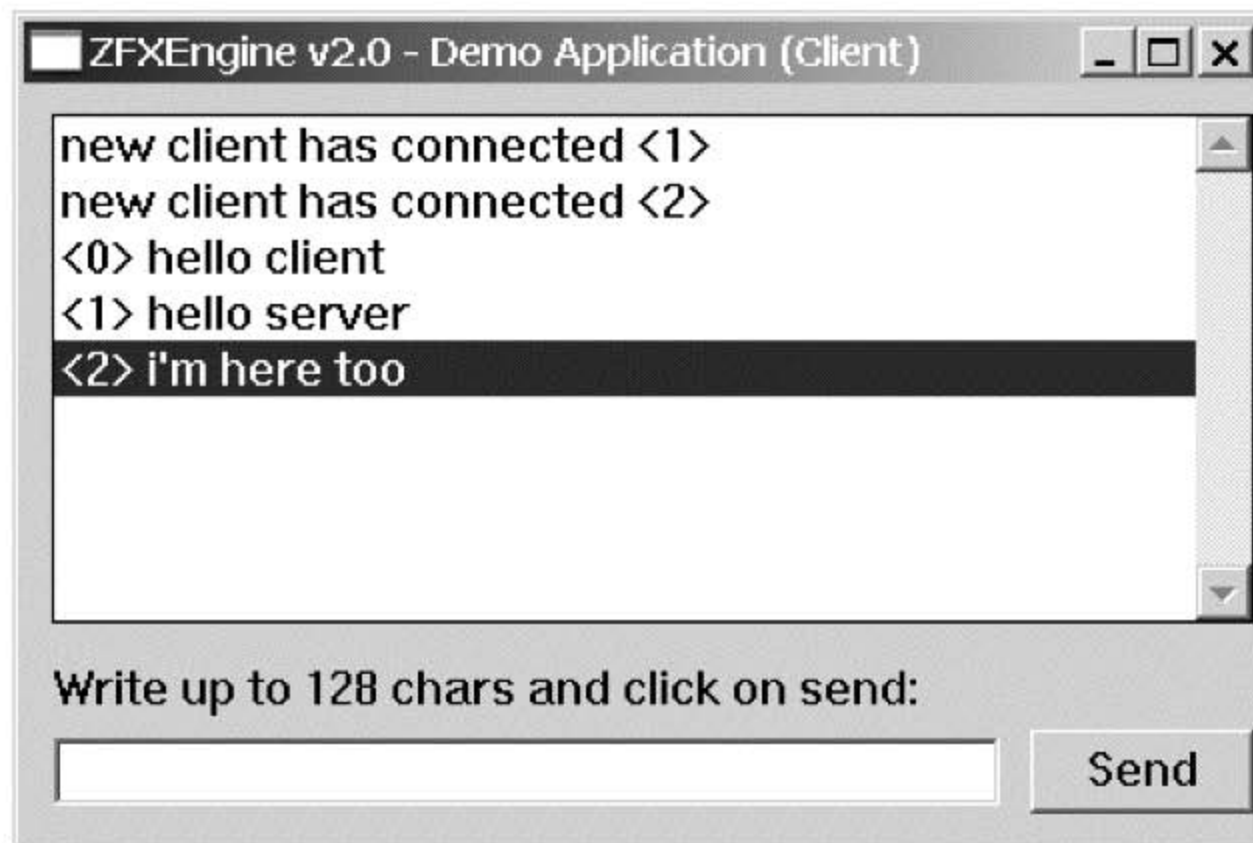 ZFXEngine v2.0 - Demo Application (Client)
new client has connected <1>
new client has connected <2>
<0> hello client
<1> hello server
<2> i'm here too
Write up to 128 chars and click on send:
Send